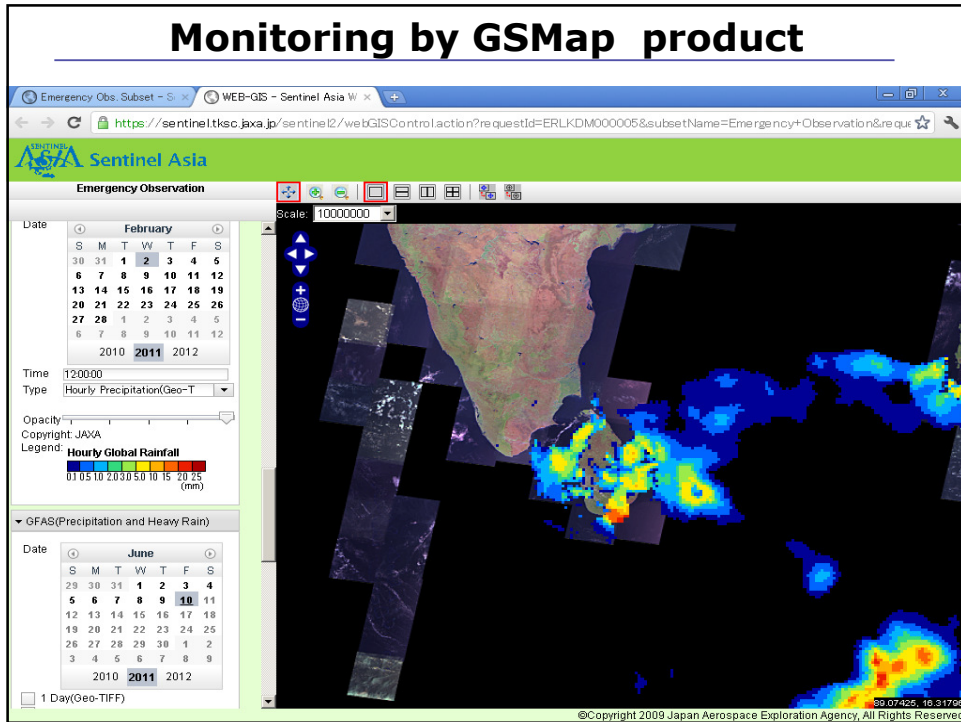 Monitoring by GSMap product
Emergency Obs. Subset - S
WEB-GIS - Sentinel Asia W
https://sentinel.tksc.jaxa.jp/sentinel2/webGISControl.action?requestId=ERLKDM000005&subsetName=Emergency+Observation&reque
SENTINEL
ASIA
Sentinel Asia
Emergency Observation
Scale: 10000000
Date
February
S M T W T F S
30 31 1 2 3 4 5
6 7 8 9 10 11 12
13 14 15 16 17 18 19
20 21 22 23 24 25 26
27 28 1 2 3 4 5
6 7 8 9 10 11 12
2010 2011 2012
Time 12:00:00
Type Hourly Precipitation(Geo-T
Opacity
Copyright: JAXA
Legend: Hourly Global Rainfall
0.1 0.5 1.0 2.0 3.0 5.0 10 15 20 25
(mm)
GFAS(Precipitation and Heavy Rain)
Date
June
S M T W T F S
29 30 31 1 2 3 4
5 6 7 8 9 10 11
12 13 14 15 16 17 18
19 20 21 22 23 24 25
26 27 28 29 30 1 2
3 4 5 6 7 8 9
2010 2011 2012
1 Day(Geo-TIFF)
89.07425, 16.31796
©Copyright 2009 Japan Aerospace Exploration Agency, All Rights Reserved